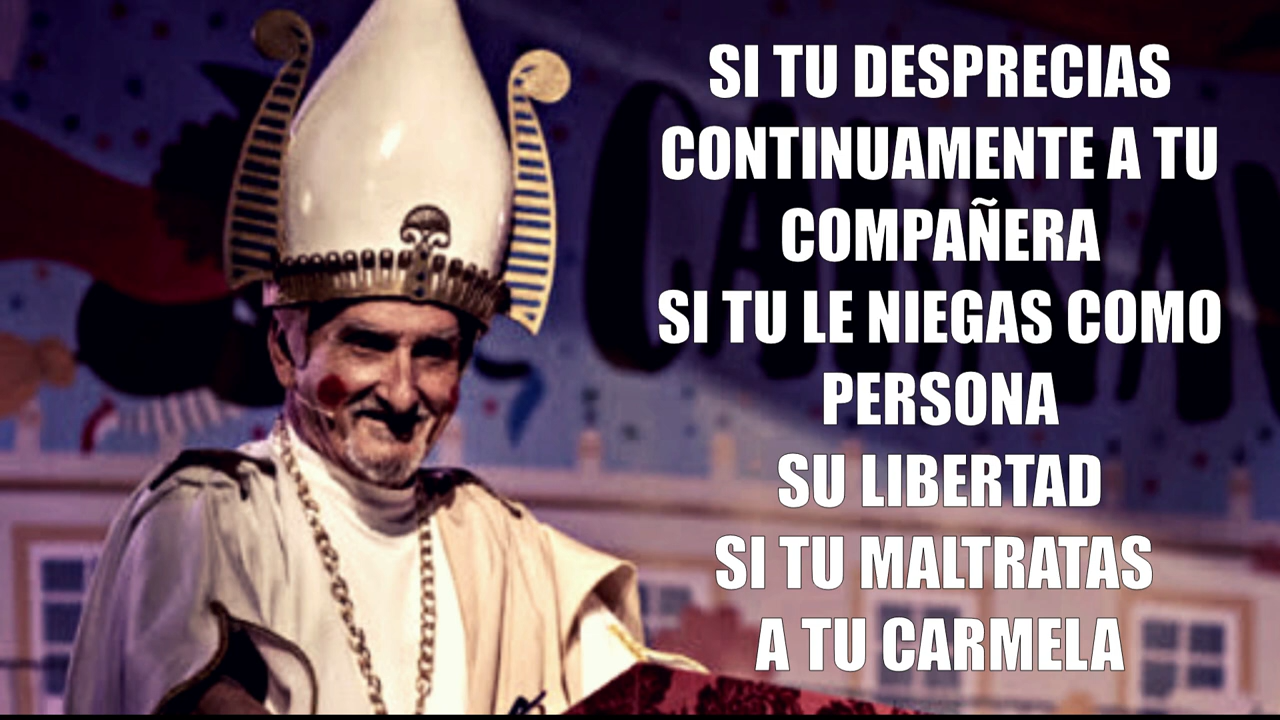 SI TU DESPRECIAS
CONTINUAMENTE A TU
COMPAÑERA
SI TU LE NIEGAS COMO
PERSONA
SU LIBERTAD
SI TU MALTRATAS
A TU CARMELA